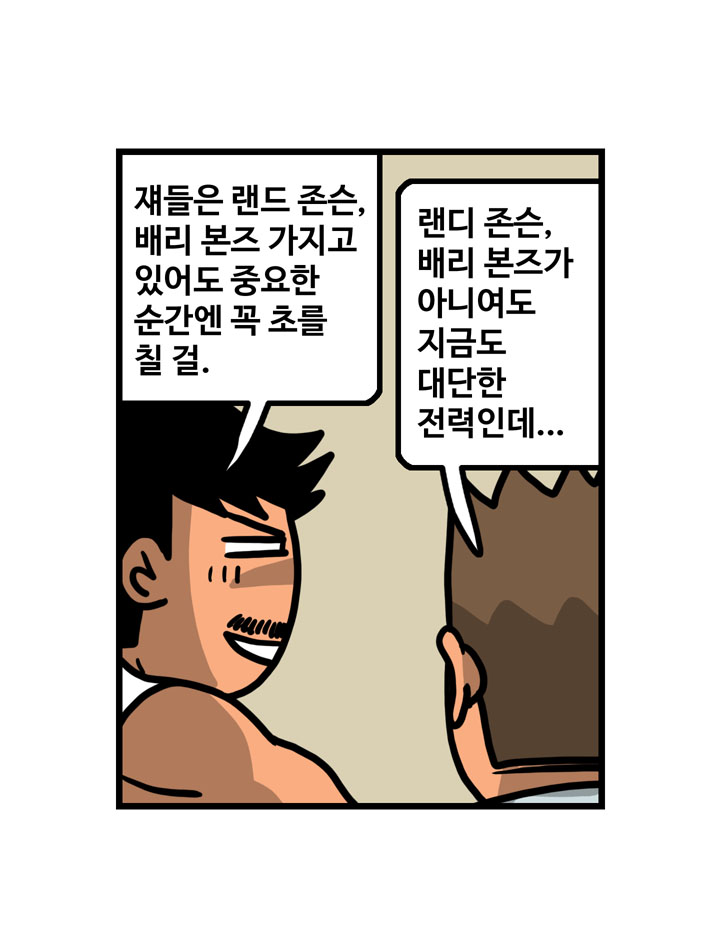 쟤들은 랜드 존슨,
배리 본즈 가지고
있어도 중요한
순간엔 꼭 초를
칠 걸.
랜디 존슨,
배리 본즈가
아니여도
지금도
대단한
전력인데...